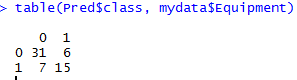 > table(Pred$class, mydata$Equipment)
0 1
0 31 6
1 7 15